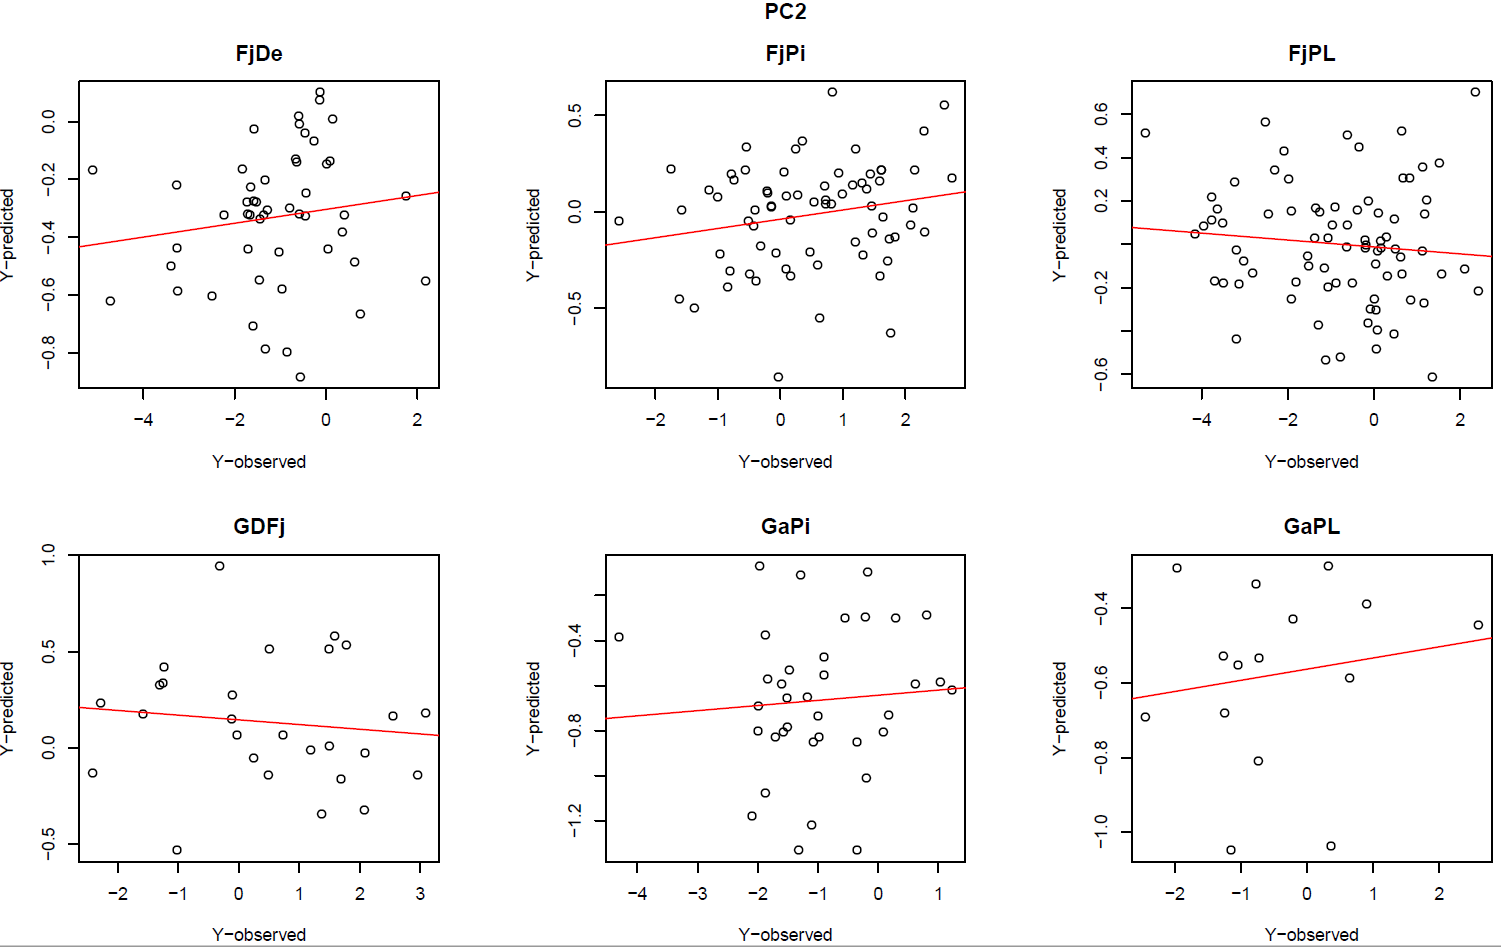 PC2
FjDe
FjPi
FjPL
Y-predicted
0.0
−0.2
−0.4
−0.6
−0.8
−4
−2
0
2
Y-observed
Y-predicted
0.5
0.0
−0.5
−2
−1
0
1
2
Y-observed
Y-predicted
0.6
0.4
0.2
−0.2
−0.6
−4
−2
0
2
Y-observed
GDFj
GaPi
GaPL
Y-predicted
1.0
0.5
0.0
−0.5
−2
−1
0
1
2
3
Y-observed
Y-predicted
−0.4
−0.8
−1.2
−4
−3
−2
−1
0
1
Y-observed
Y-predicted
−0.4
−0.6
−0.8
−1.0
−2
−1
0
1
2
Y-observed